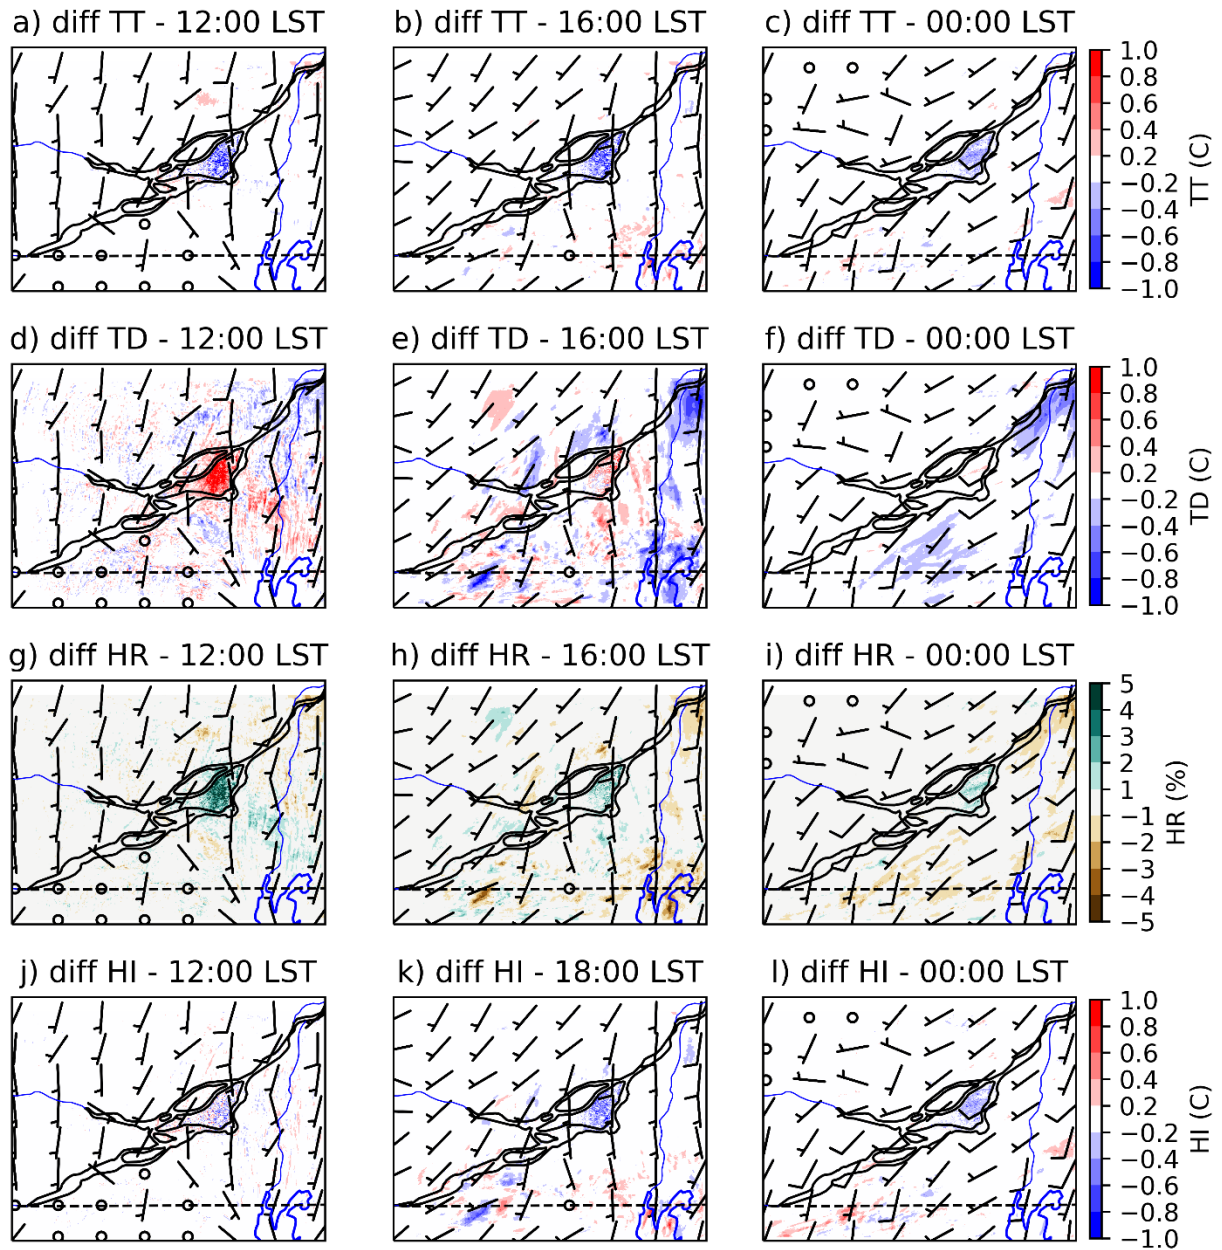 a) diff TT - 12:00 LST
b) diff TT - 16:00 LST
c) diff TT - 00:00 LST
1.0
0.8
0.6
0.4
0.2
−0.2
−0.4
−0.6
−0.8
−1.0
TT (C)
d) diff TD - 12:00 LST
e) diff TD - 16:00 LST
f) diff TD - 00:00 LST
1.0
0.8
0.6
0.4
0.2
−0.2
−0.4
−0.6
−0.8
−1.0
TD (C)
g) diff HR - 12:00 LST
h) diff HR - 16:00 LST
i) diff HR - 00:00 LST
5
4
3
2
1
−1
−2
−3
−4
−5
HR (%)
j) diff HI - 12:00 LST
k) diff HI - 18:00 LST
l) diff HI - 00:00 LST
1.0
0.8
0.6
0.4
0.2
−0.2
−0.4
−0.6
−0.8
−1.0
HI (C)